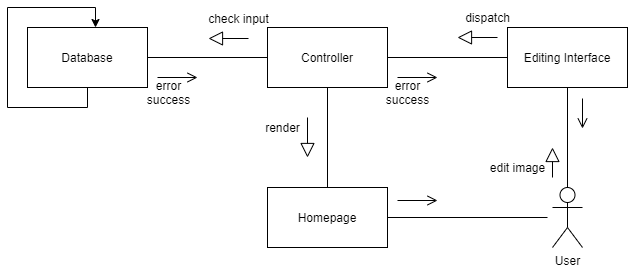 check input
dispatch
Database
Controller
Editing Interface
error
success
error
success
render
edit image
Homepage
User